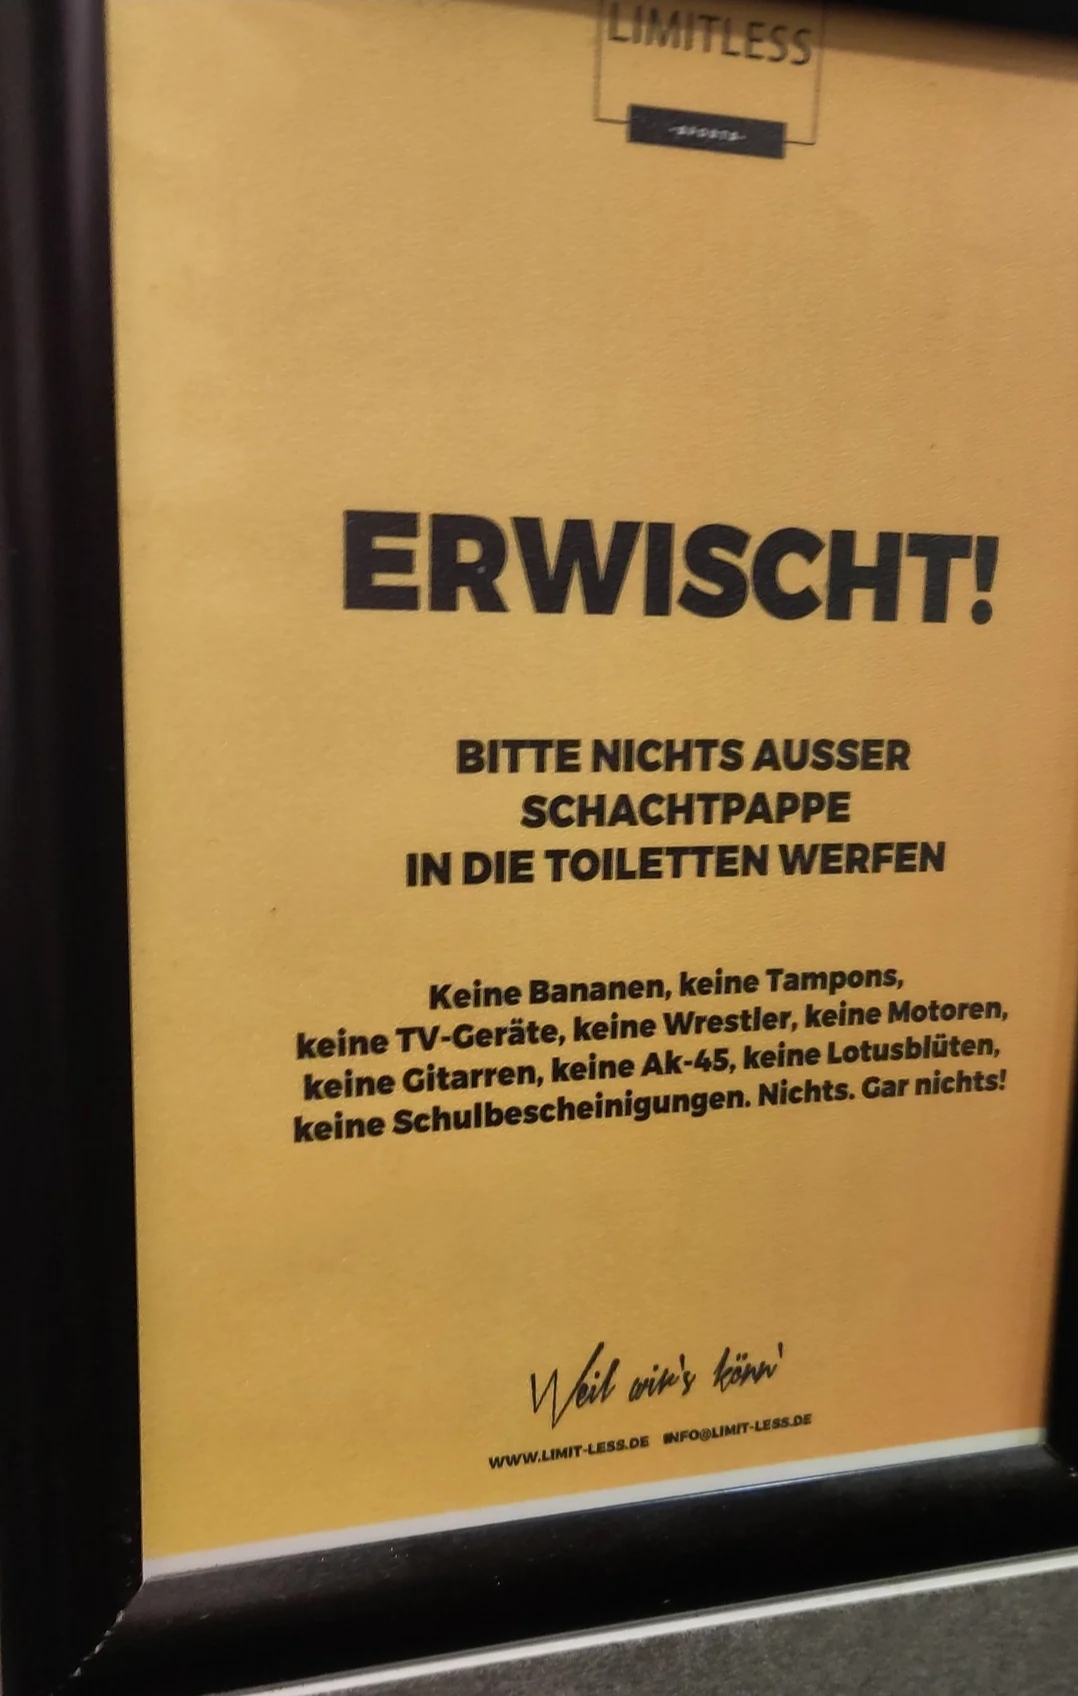 LIMITLESS
SPORTS
ERWISCHT!
BITTE NICHTS AUSSER
SCHACHTPAPPE
IN DIE TOILETTEN WERFEN
Keine Bananen, keine Tampons,
keine TV-Geräte, keine Wrestler, keine Motoren,
keine Gitarren, keine Ak-45, keine Lotusblüten,
keine Schulbescheinigungen. Nichts. Gar nichts!
Weil wir's könn'
WWW.LIMIT-LESS.DE INFO@LIMIT-LESS.DE